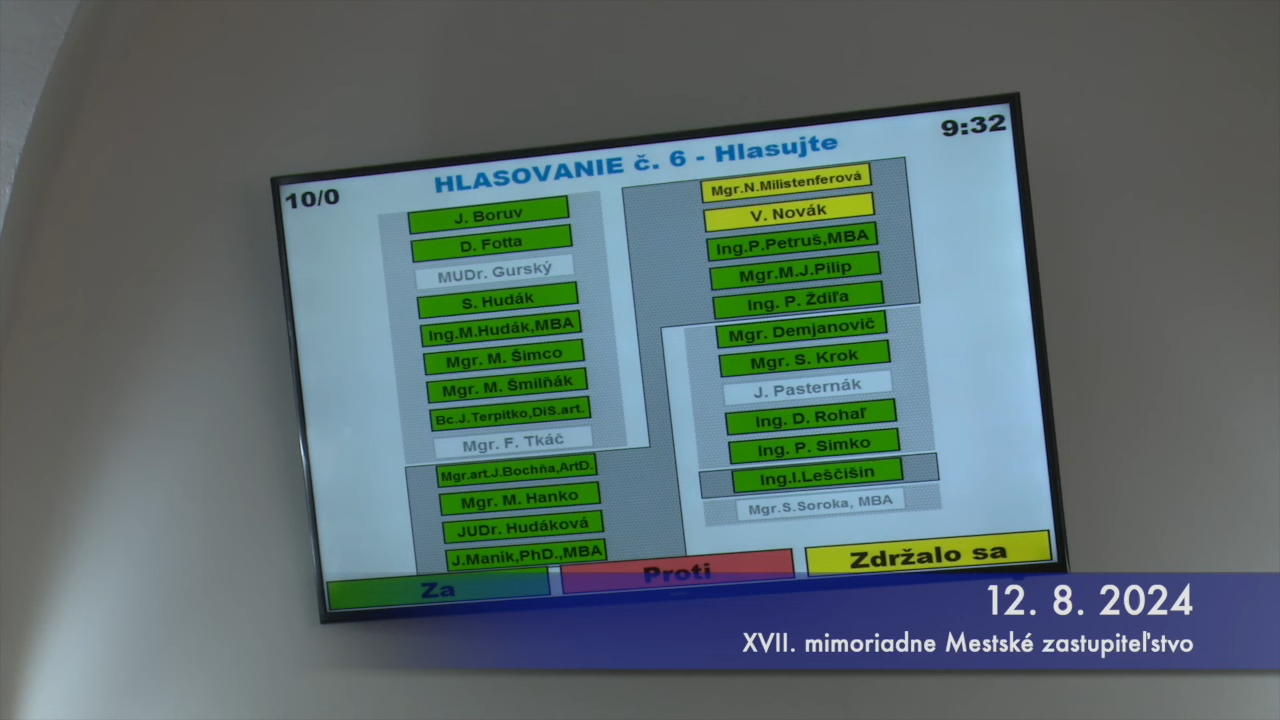 9:32
HLASOVANIE č. 6 - Hlasujte
10/0
J. Boruv
D. Fotta
MUDr. Gurský
S. Hudák
Ing.M.Hudák,MBA
Mgr. M. Šimco
Mgr. M. Šmilňák
Bc.J.Terpitko,DiS.art.
Mgr. F. Tkáč
Mgr.art.J.Bochňa,ArtD.
Mgr. M. Hanko
JUDr. Hudáková
J.Manik,PhD.,MBA
Mgr.N.Milistenferová
V. Novák
Ing.P.Petruš,MBA
Mgr.M.J.Pilip
Ing. P. Ždiľa
Mgr. Demjanovič
Mgr. S. Krok
J. Pasternák
Ing. D. Rohaľ
Ing. P. Simko
Ing.I.Leščišin
Mgr.S.Soroka, MBA
Za
Proti
Zdržalo sa
12. 8. 2024
XVII. mimoriadne Mestské zastupiteľstvo